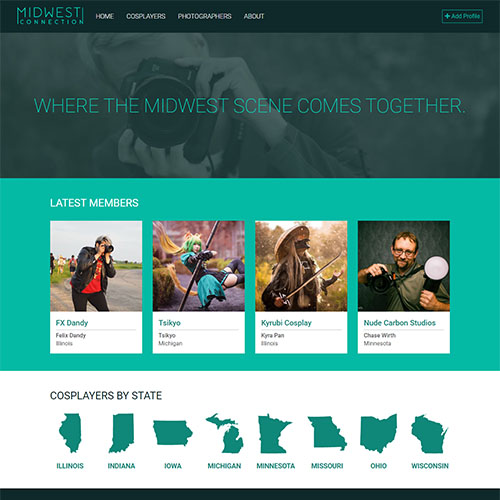 MIDWEST
CONNECTION
HOME COSPLAYERS PHOTOGRAPHERS ABOUT
Add Profile
WHERE THE MIDWEST SCENE COMES TOGETHER.
LATEST MEMBERS
FX Dandy
Felix Dandy
Illinois
Tsikyo
Tsikyo
Michigan
Kyrubi Cosplay
Kyra Pan
Illinois
Nude Carbon Studios
Chase Wirth
Minnesota
COSPLAYERS BY STATE
ILLINOIS INDIANA IOWA MICHIGAN MINNESOTA MISSOURI OHIO WISCONSIN